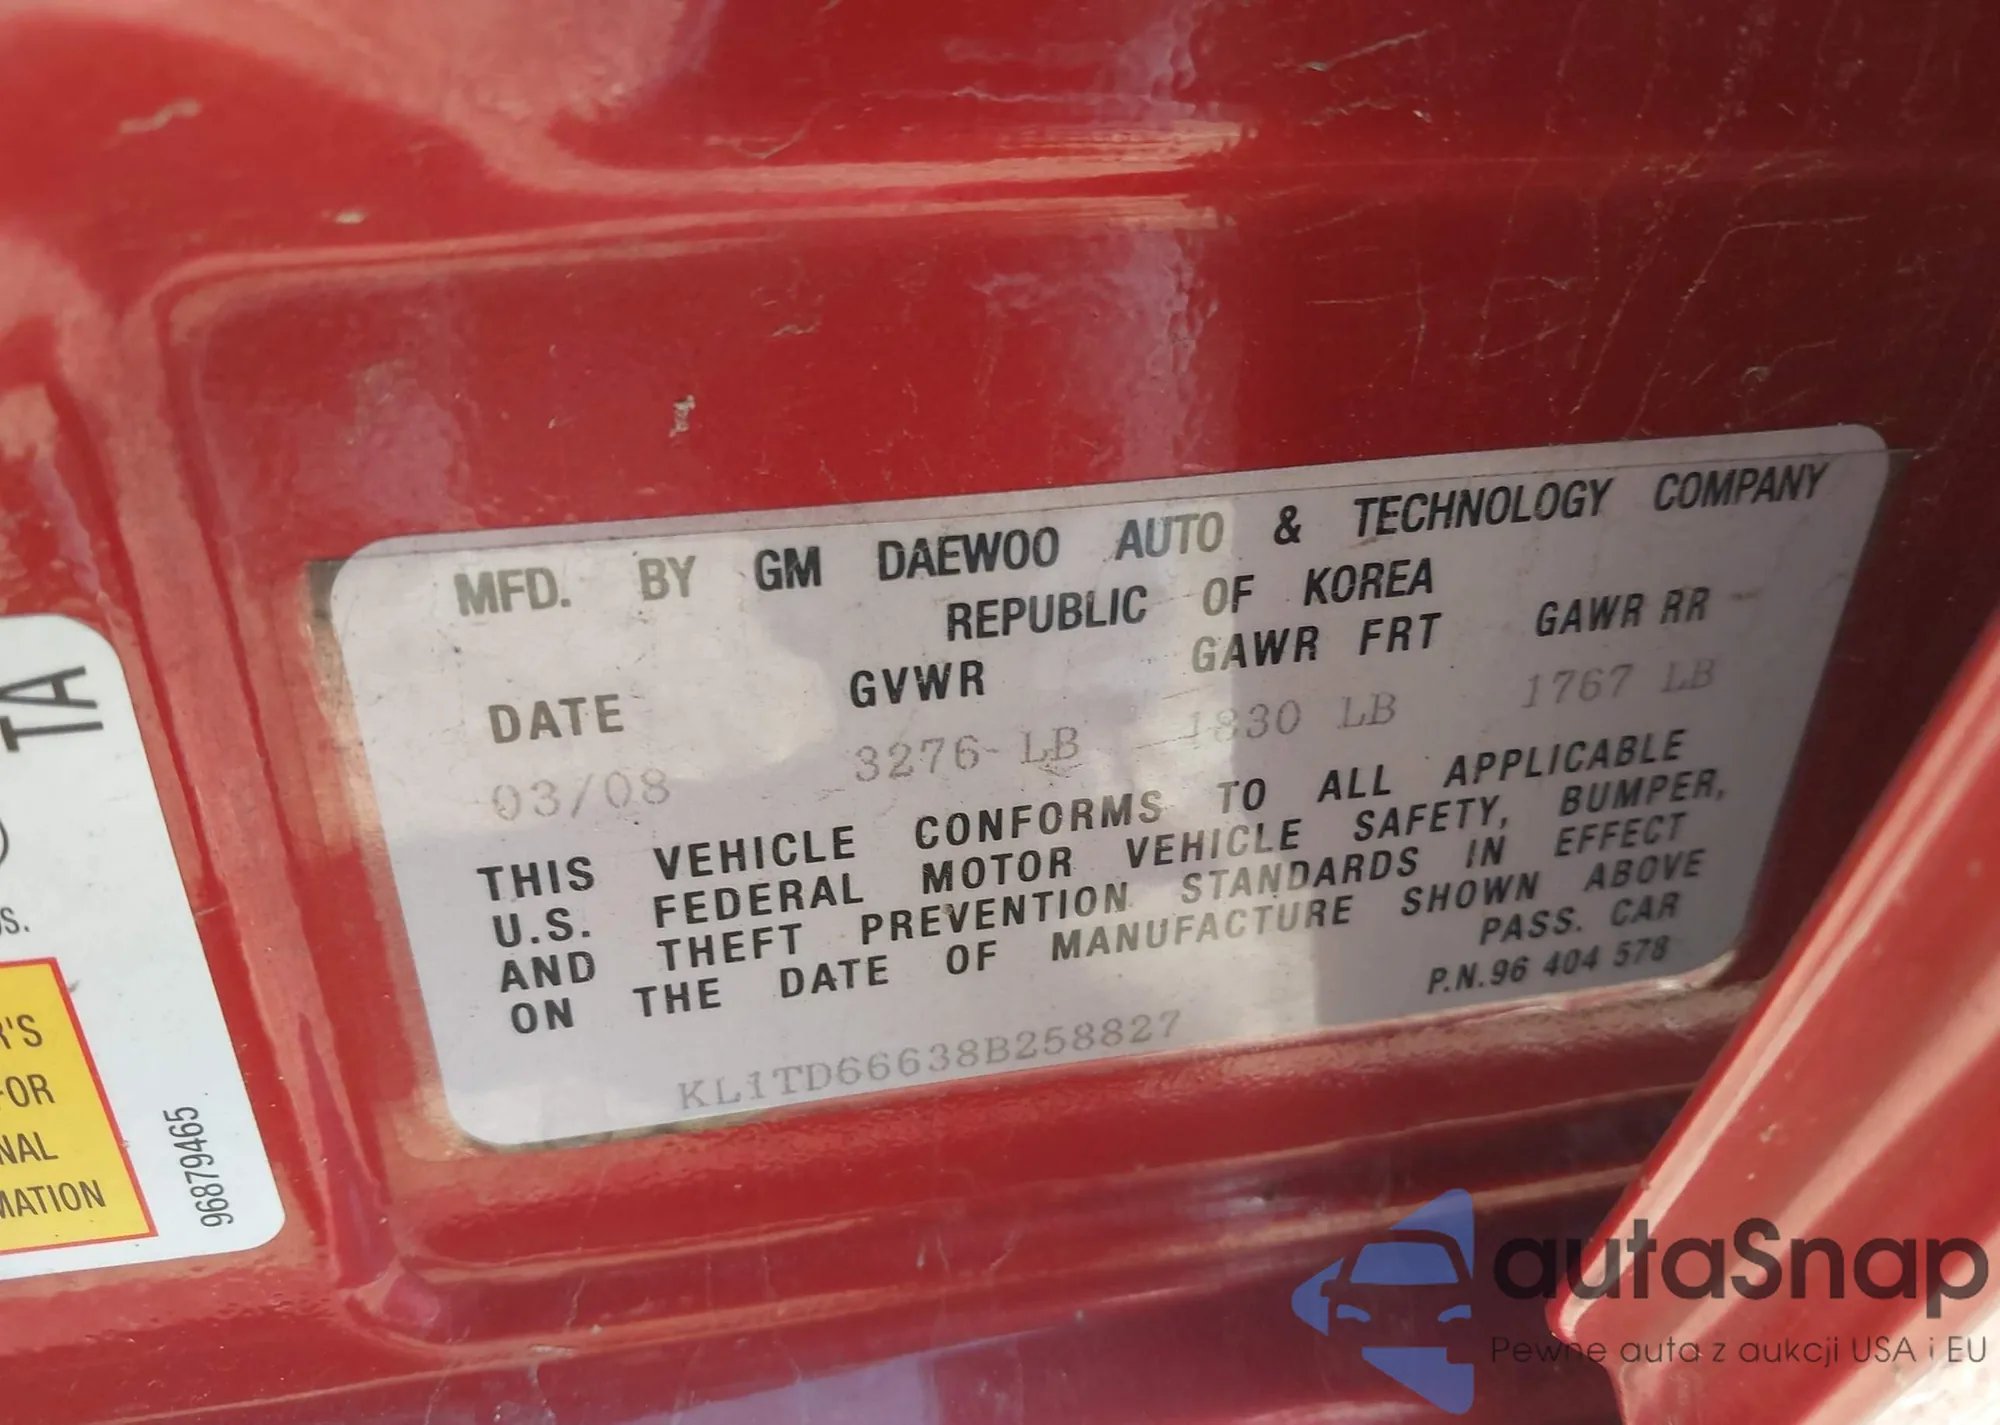 MFD. BY GM DAEWOO AUTO & TECHNOLOGY COMPANY
REPUBLIC OF KOREA
DATE GVWR GAWR FRT GAWR RR
03/08 3276 LB 1830 LB 1767 LB
THIS VEHICLE CONFORMS TO ALL APPLICABLE
U.S. FEDERAL MOTOR VEHICLE SAFETY, BUMPER,
AND THEFT PREVENTION STANDARDS IN EFFECT
ON THE DATE OF MANUFACTURE SHOWN ABOVE
PASS. CAR
P.N.96 404 578
KL1TD66638B258827
TA
S.
R'S
FOR
NAL
MATION
96879465
autaSnap
Pewne auta z aukcji USA i EU